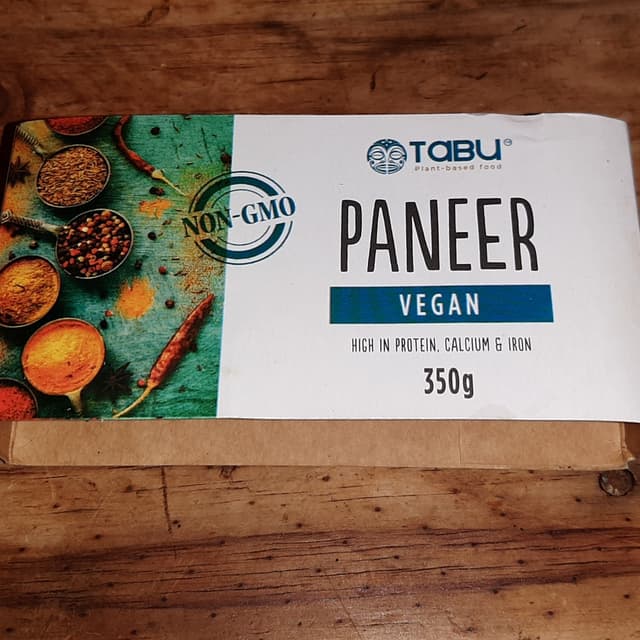 TABU
Plant-based food
NON-GMO
PANEER
VEGAN
HIGH IN PROTEIN, CALCIUM & IRON
350g